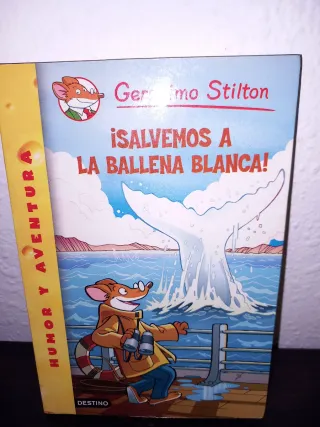 Geronimo Stilton
¡SALVEMOS A
LA BALLENA BLANCA!
HUMOR Y AVENTURA
DESTINO